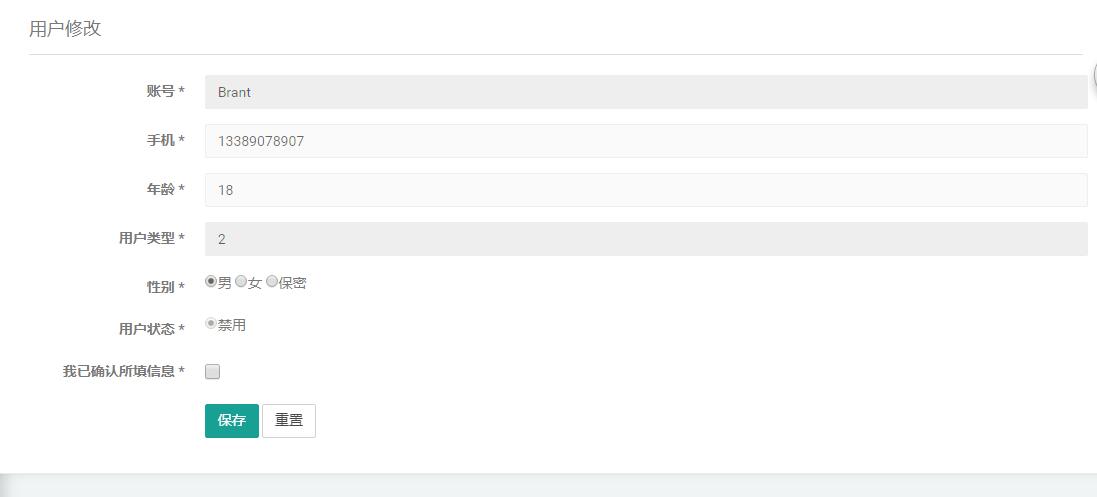 用户修改
账号 * Brant
手机 * 13389078907
年龄 * 18
用户类型 * 2
性别 * 男 女 保密
用户状态 * 禁用
我已确认所填信息 *
保存 重置